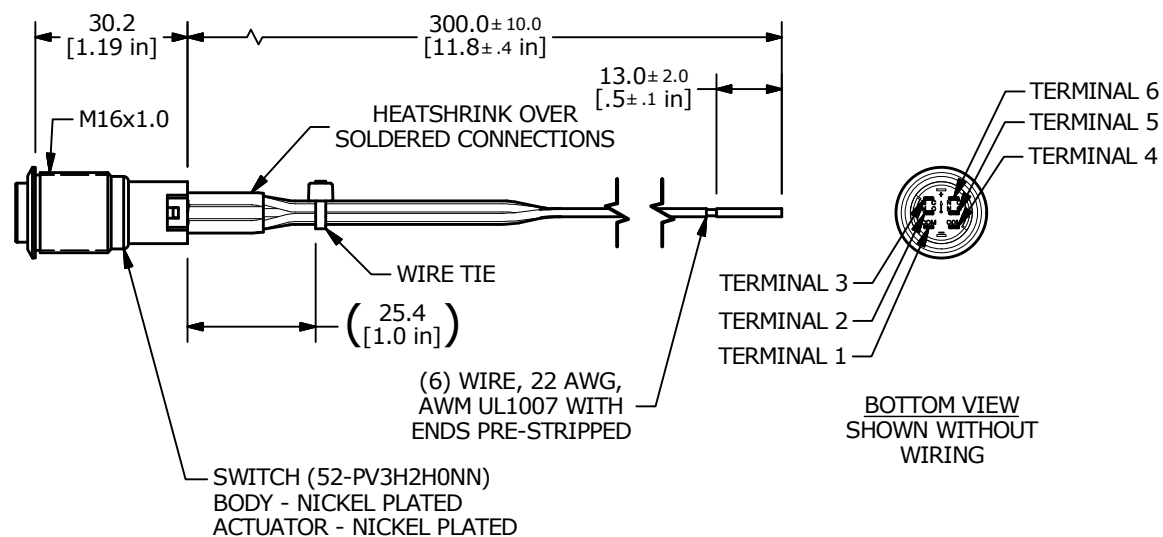 30.2
[1.19 in]
300.0±10.0
[11.8±.4 in]
13.0±2.0
[.5±.1 in]
M16x1.0
HEATSHRINK OVER
SOLDERED CONNECTIONS
TERMINAL 6
TERMINAL 5
TERMINAL 4
WIRE TIE
TERMINAL 3
TERMINAL 2
TERMINAL 1
(25.4
[1.0 in])
(6) WIRE, 22 AWG,
AWM UL1007 WITH
ENDS PRE-STRIPPED
BOTTOM VIEW
SHOWN WITHOUT
WIRING
SWITCH (52-PV3H2H0NN)
BODY - NICKEL PLATED
ACTUATOR - NICKEL PLATED